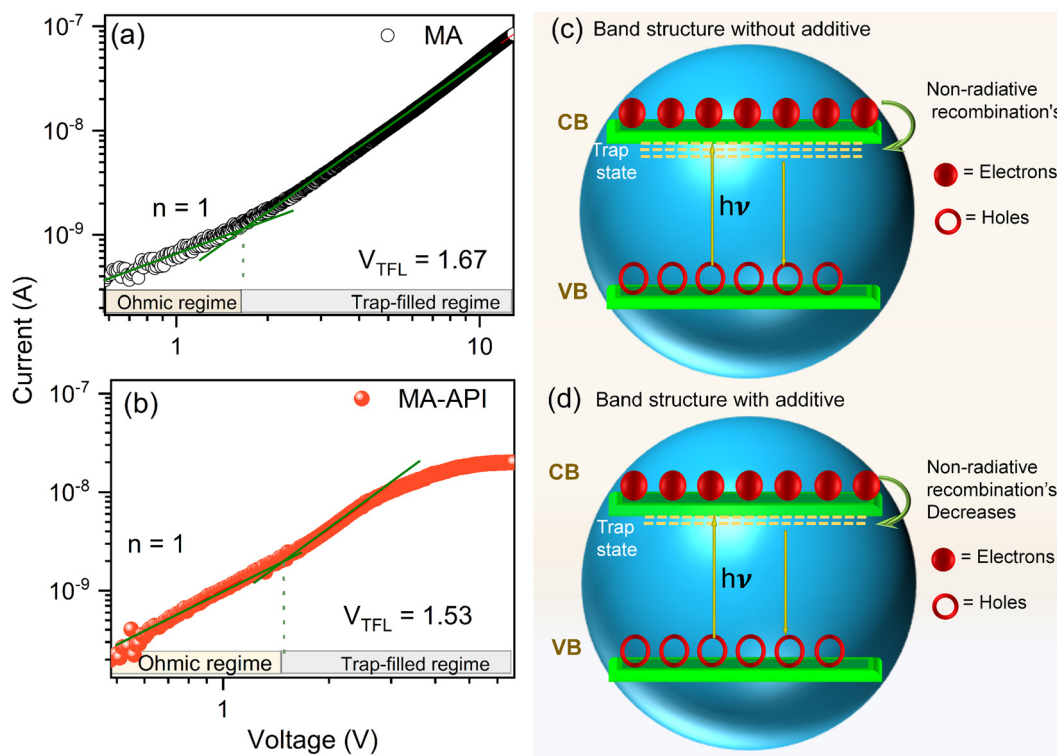 (a)
MA
n = 1
V_TFL = 1.67
Ohmic regime
Trap-filled regime
10^-7
10^-8
10^-9
1
10
Current (A)
(b)
MA-API
n = 1
V_TFL = 1.53
Ohmic regime
Trap-filled regime
10^-7
10^-8
10^-9
1
Voltage (V)
(c) Band structure without additive
CB
Trap
state
hν
VB
Non-radiative
recombination's
= Electrons
= Holes
(d) Band structure with additive
CB
Trap
state
hν
VB
Non-radiative
recombination’s
Decreases
= Electrons
= Holes